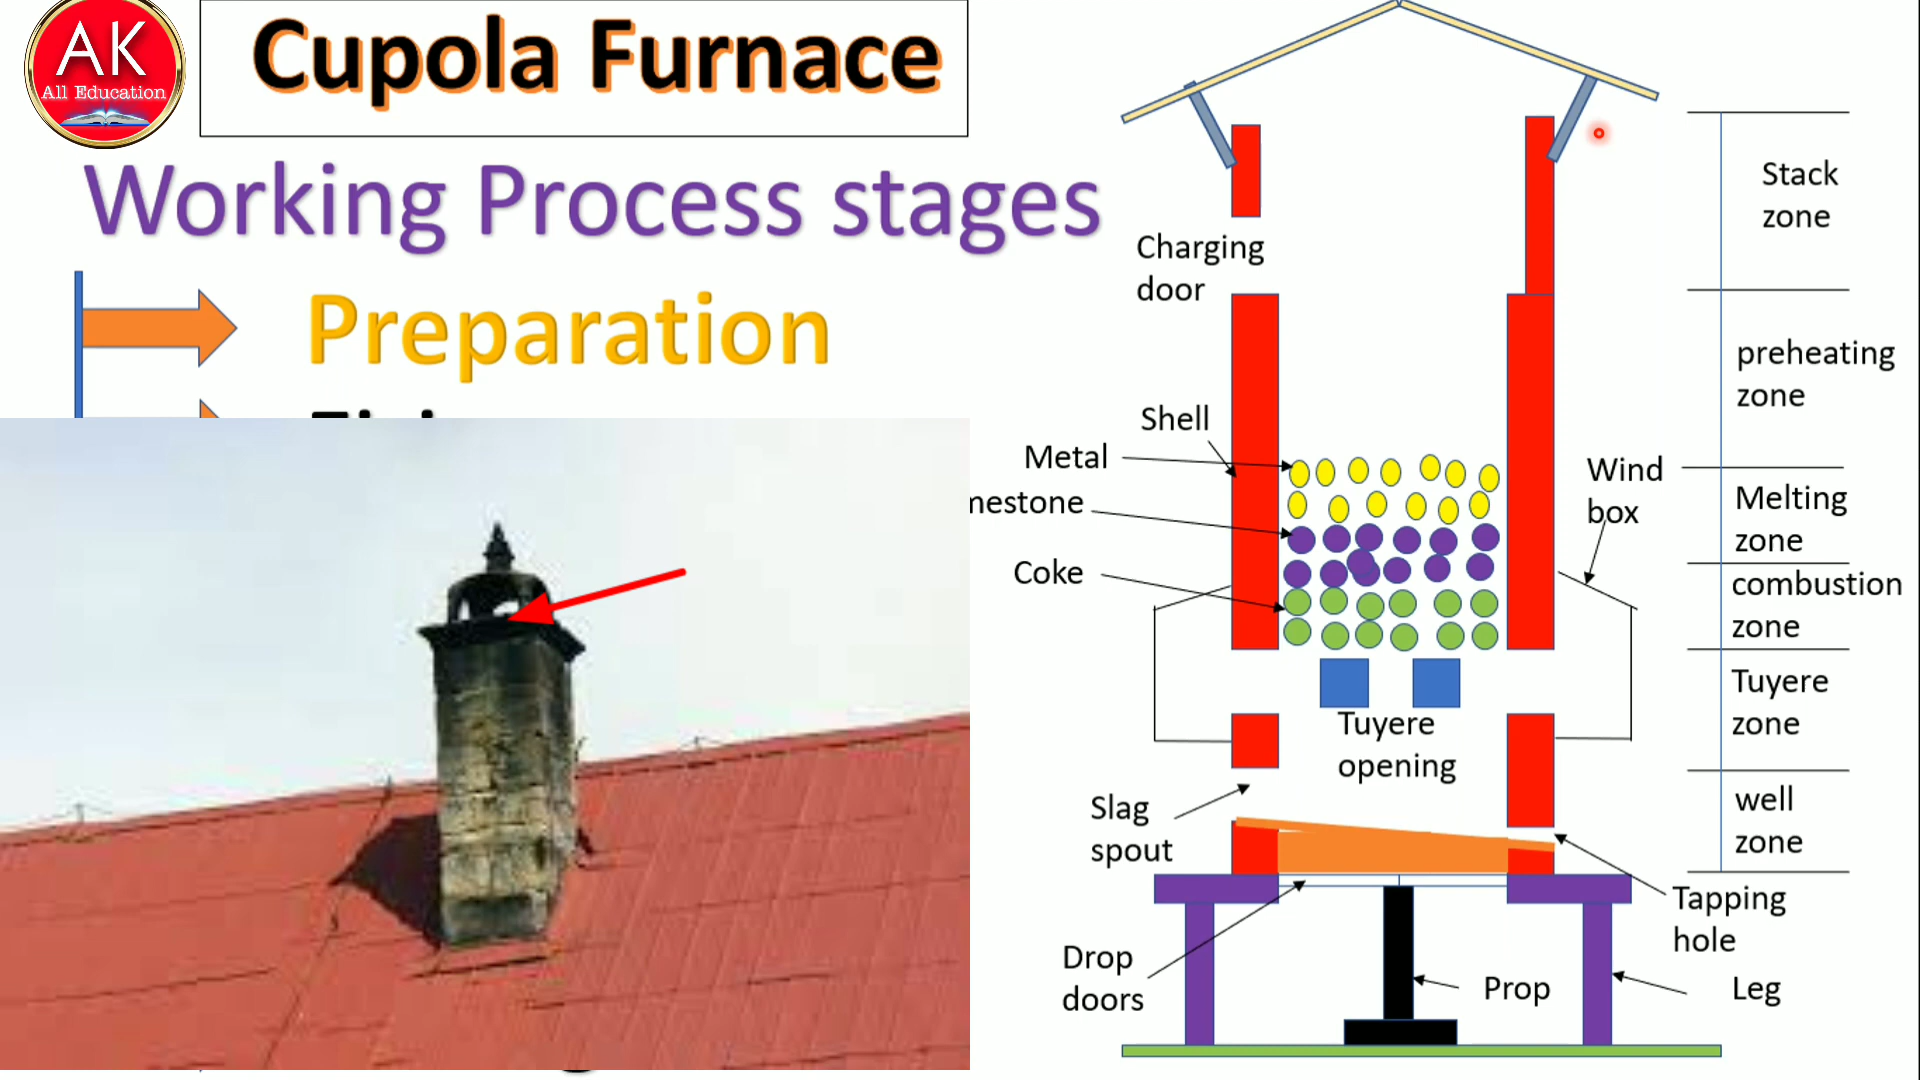 AK
All Education
Cupola Furnace
Working Process stages
Preparation
Charging
door
Shell
Metal
mestone
Coke
Tuyere
opening
Slag
spout
Drop
doors
Prop
Leg
Tapping
hole
Wind
box
Stack
zone
preheating
zone
Melting
zone
combustion
zone
Tuyere
zone
well
zone